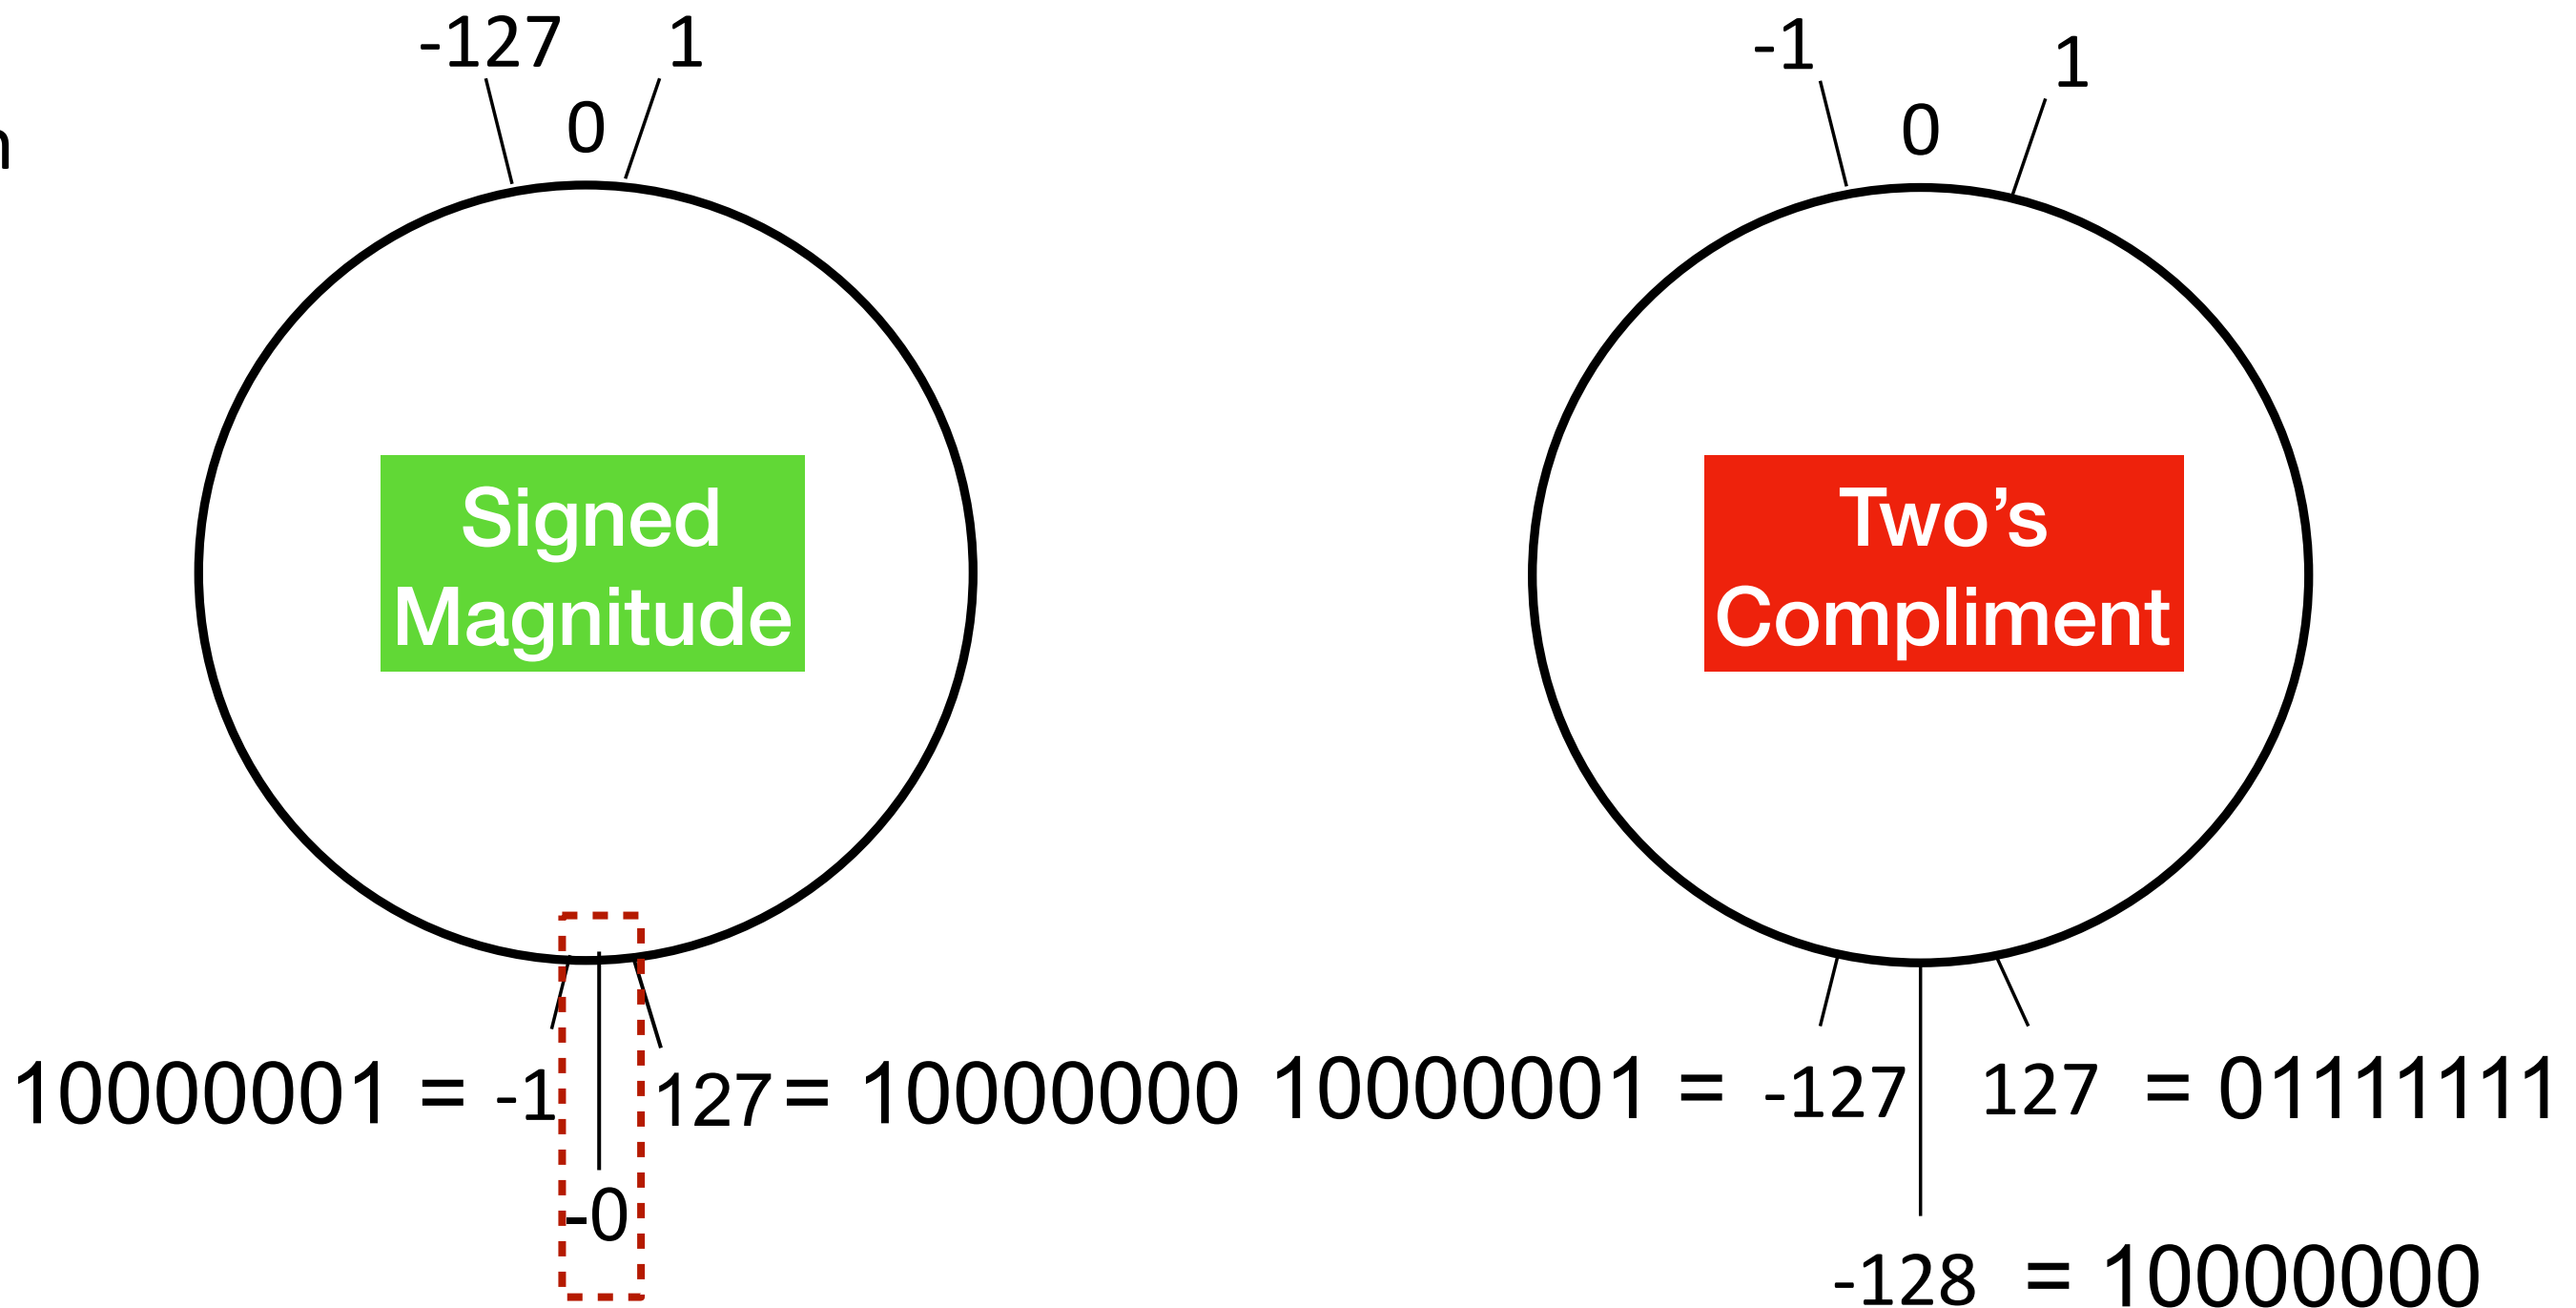 n
-127 1
0
Signed
Magnitude
10000001 = -1 127 = 10000000
-0
-1 1
0
Two’s
Compliment
10000001 = -127 127 = 01111111
-128 = 10000000